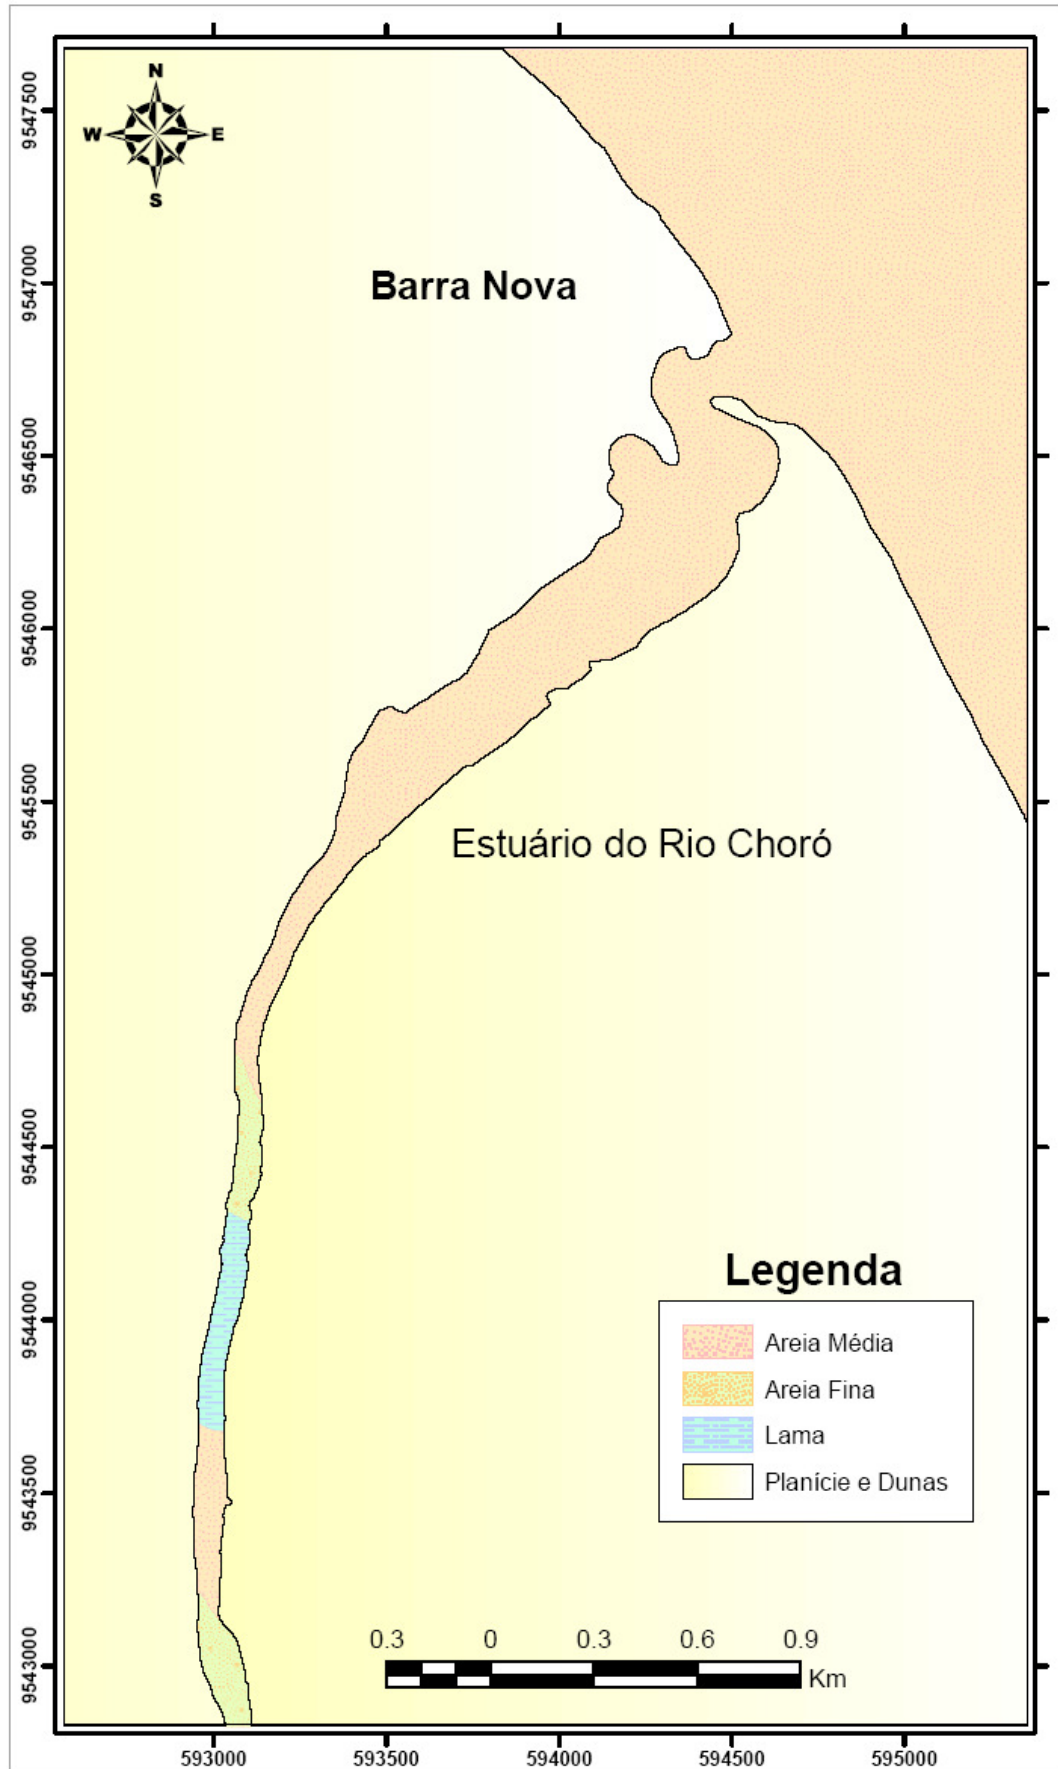 N
W E
S
Barra Nova
Estuário do Rio Choró
Legenda
Areia Média
Areia Fina
Lama
Planície e Dunas
0.3 0 0.3 0.6 0.9
Km
9547500
9547000
9546500
9546000
9545500
9545000
9544500
9544000
9543500
9543000
593000 593500 594000 594500 595000